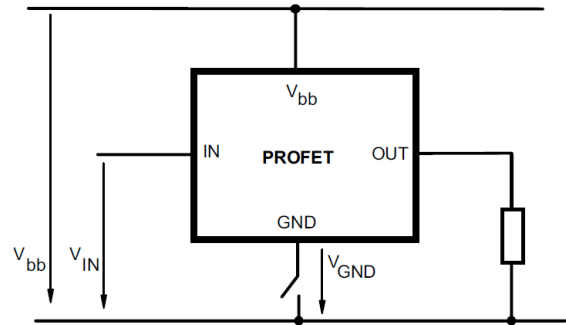 Vbb
IN
PROFET
OUT
GND
Vbb
VIN
VGND